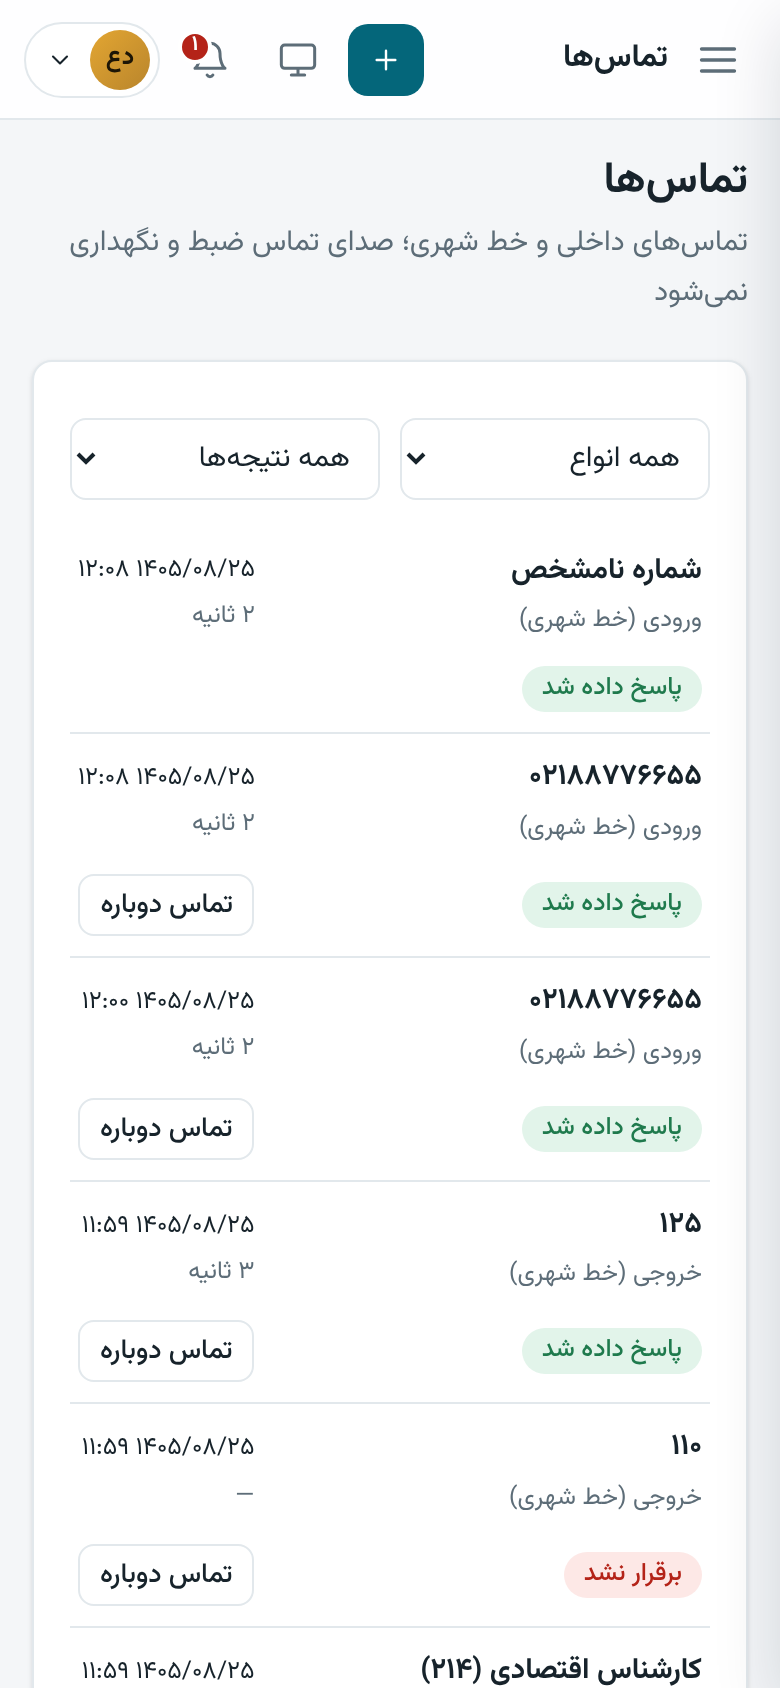 تماس‌ها
+
۱
دع
تماس‌ها
تماس‌های داخلی و خط شهری؛ صدای تماس ضبط و نگهداری
نمی‌شود
همه انواع
همه نتیجه‌ها
شماره نامشخص
۱۴۰۵/۰۸/۲۵ ۱۲:۰۸
ورودی (خط شهری)
۲ ثانیه
پاسخ داده شد
۰۲۱۸۸۷۷۶۶۵۵
۱۴۰۵/۰۸/۲۵ ۱۲:۰۸
ورودی (خط شهری)
۲ ثانیه
پاسخ داده شد
تماس دوباره
۰۲۱۸۸۷۷۶۶۵۵
۱۴۰۵/۰۸/۲۵ ۱۲:۰۰
ورودی (خط شهری)
۲ ثانیه
پاسخ داده شد
تماس دوباره
۱۲۵
۱۴۰۵/۰۸/۲۵ ۱۱:۵۹
خروجی (خط شهری)
۳ ثانیه
پاسخ داده شد
تماس دوباره
۱۱۰
۱۴۰۵/۰۸/۲۵ ۱۱:۵۹
خروجی (خط شهری)
—
برقرار نشد
تماس دوباره
کارشناس اقتصادی (۲۱۴)
۱۴۰۵/۰۸/۲۵ ۱۱:۵۹